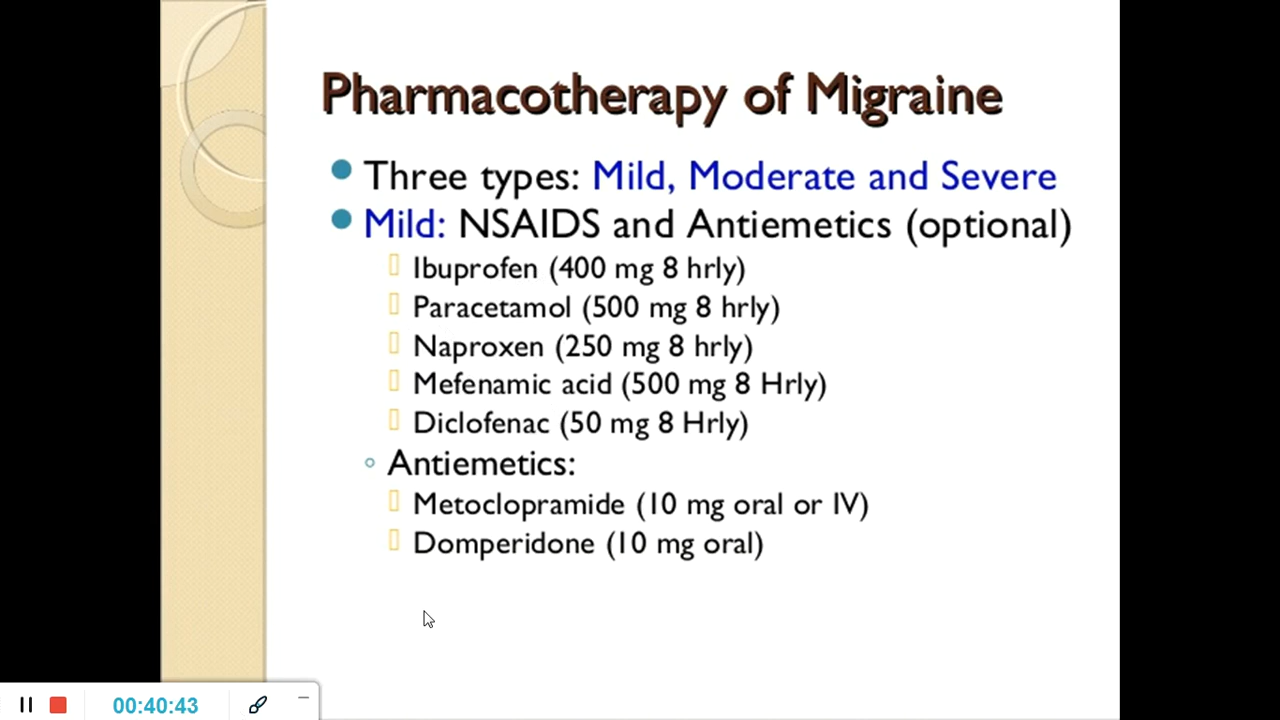 Pharmacotherapy of Migraine
Three types: Mild, Moderate and Severe
Mild: NSAIDS and Antiemetics (optional)
Ibuprofen (400 mg 8 hrly)
Paracetamol (500 mg 8 hrly)
Naproxen (250 mg 8 hrly)
Mefenamic acid (500 mg 8 Hrly)
Diclofenac (50 mg 8 Hrly)
Antiemetics:
Metoclopramide (10 mg oral or IV)
Domperidone (10 mg oral)
00:40:43